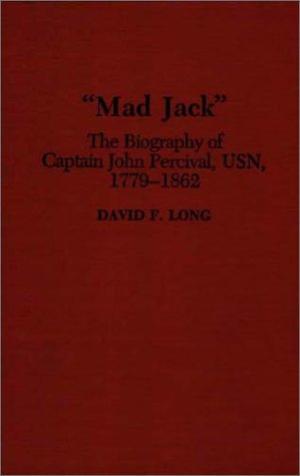 "Mad Jack"
The Biography of
Captain John Percival, USN,
1779–1862
DAVID F. LONG